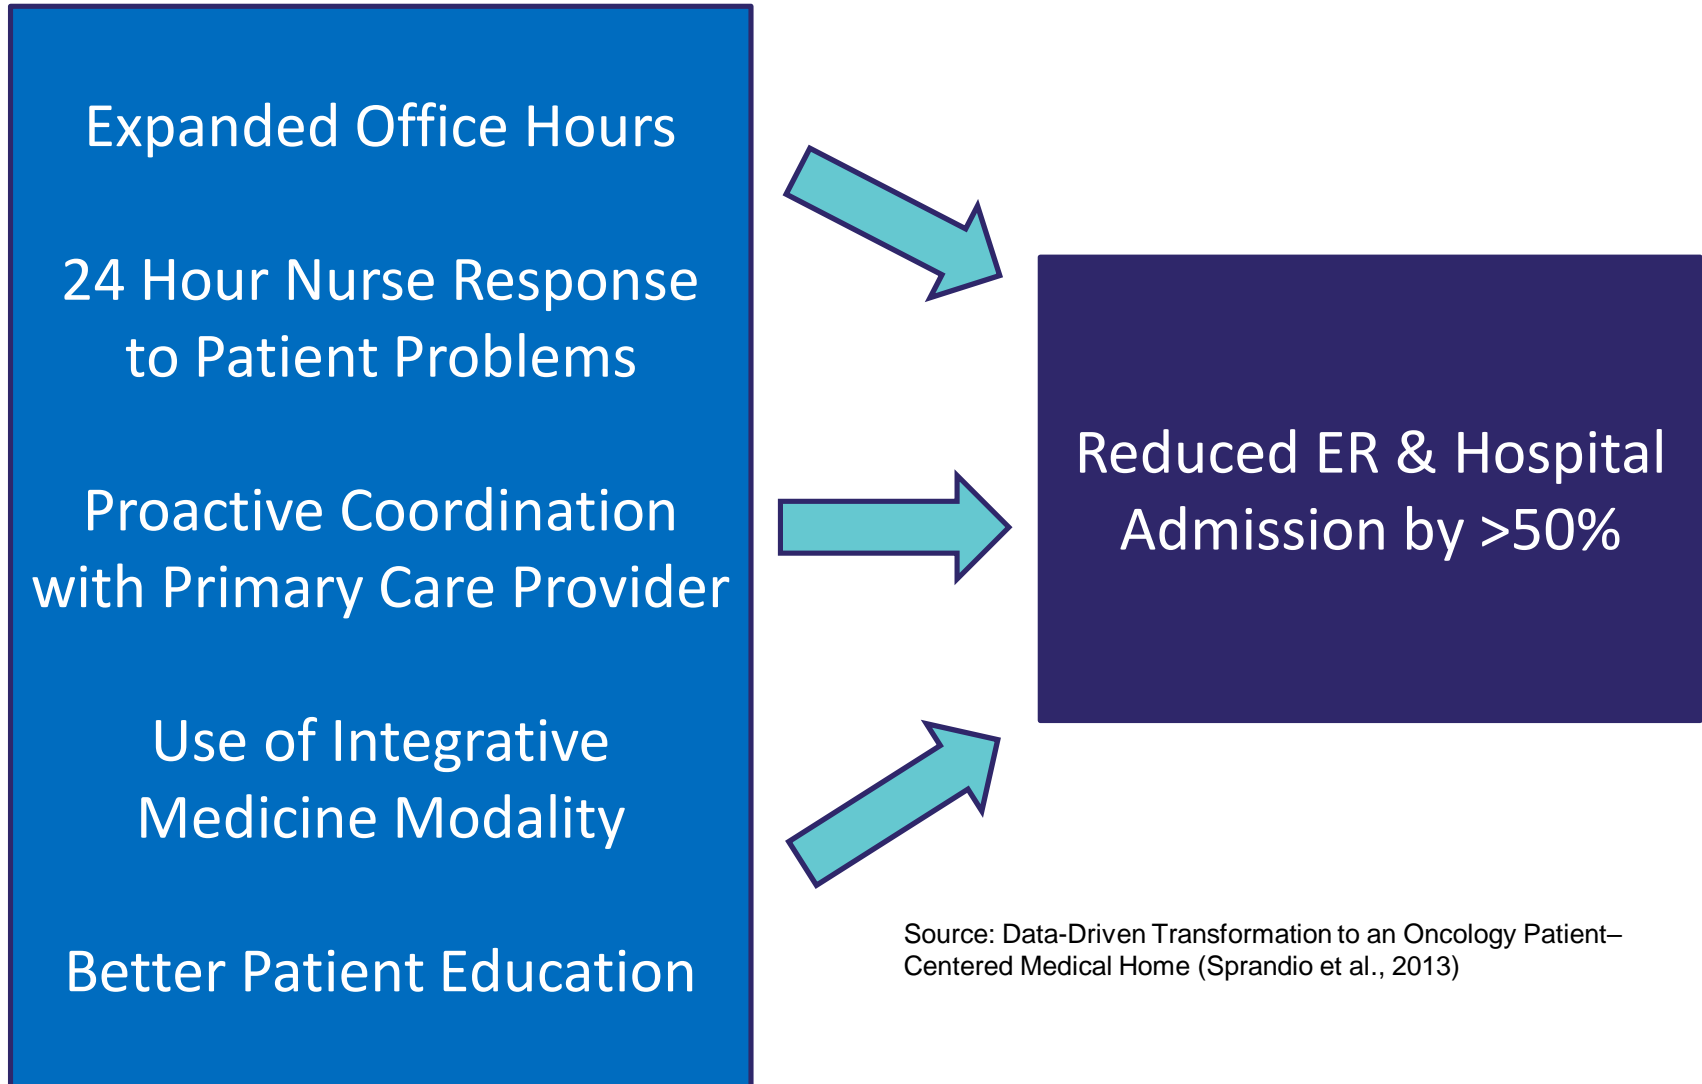 Expanded Office Hours
24 Hour Nurse Response
to Patient Problems
Proactive Coordination
with Primary Care Provider
Use of Integrative
Medicine Modality
Better Patient Education
Reduced ER & Hospital
Admission by >50%
Source: Data-Driven Transformation to an Oncology Patient–
Centered Medical Home (Sprandio et al., 2013)